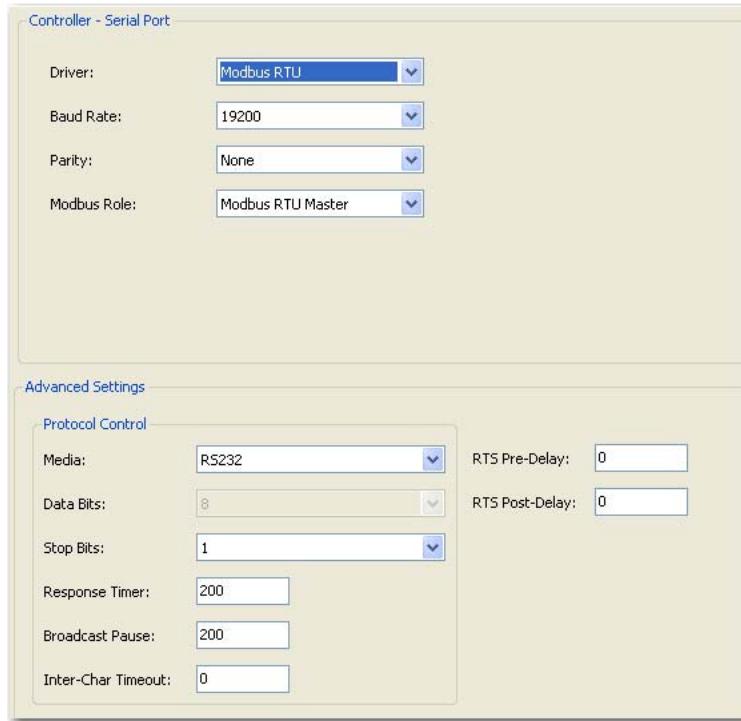 Controller - Serial Port
Driver: Modbus RTU
Baud Rate: 19200
Parity: None
Modbus Role: Modbus RTU Master
Advanced Settings
Protocol Control
Media: RS232 RTS Pre-Delay: 0
Data Bits: 8 RTS Post-Delay: 0
Stop Bits: 1
Response Timer: 200
Broadcast Pause: 200
Inter-Char Timeout: 0